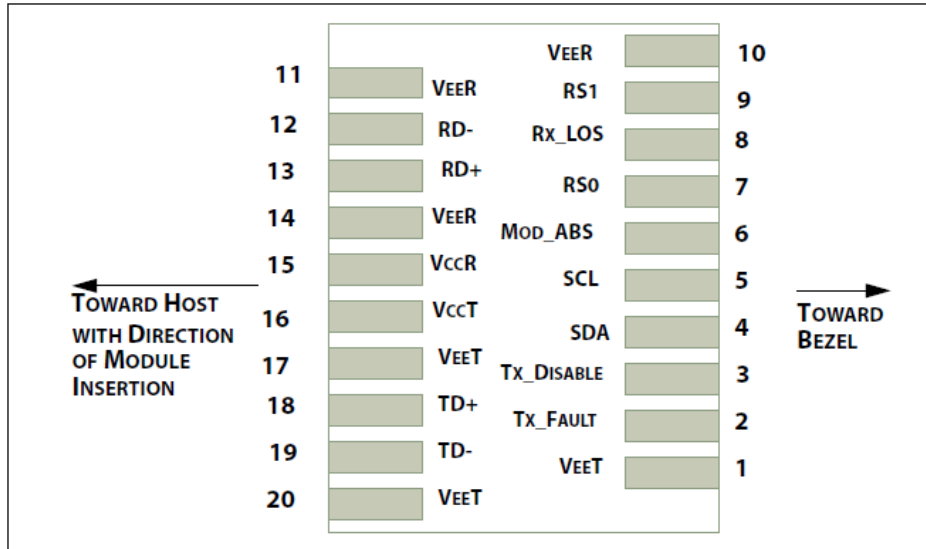 11 VEER
12 RD-
13 RD+
14 VEER
15 VCCR
16 VCCT
17 VEET
18 TD+
19 TD-
20 VEET
VEER 10
RS1 9
RX_LOS 8
RS0 7
MOD_ABS 6
SCL 5
SDA 4
TX_DISABLE 3
TX_FAULT 2
VEET 1
TOWARD HOST
WITH DIRECTION
OF MODULE
INSERTION
TOWARD
BEZEL